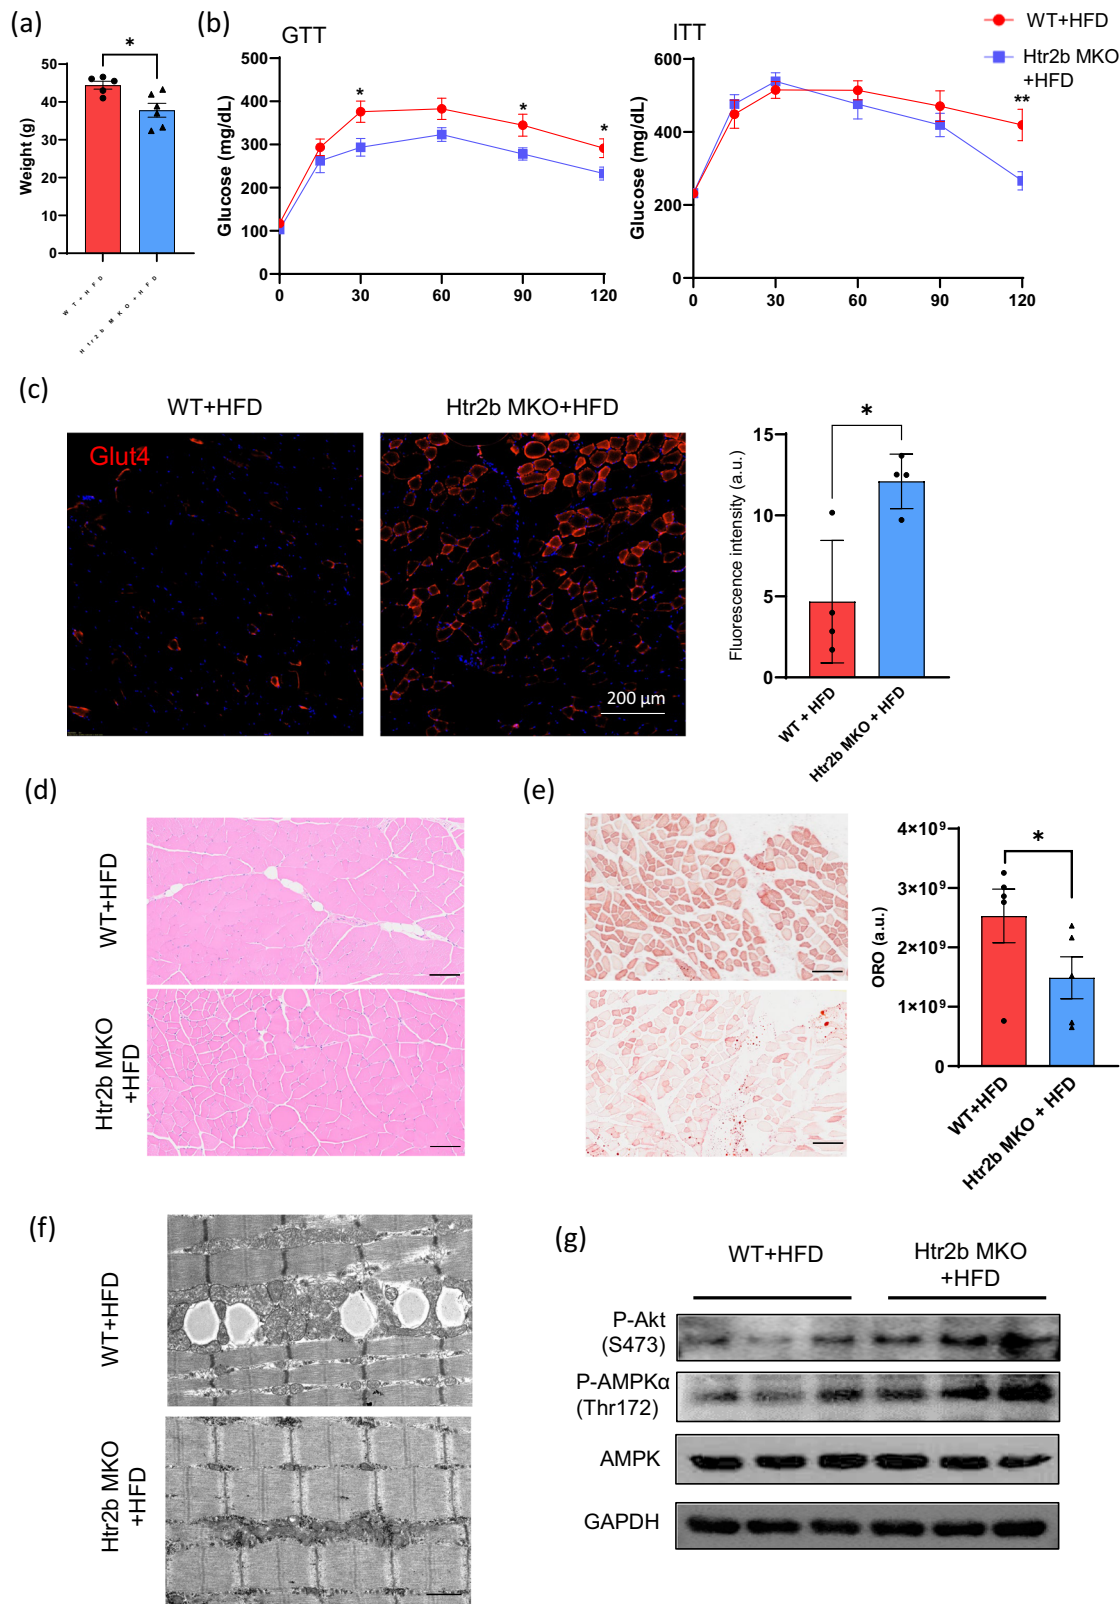 (a)
*
Weight (g)
50
40
30
20
10
0
WT+HFD
Htr2b MKO+HFD
(b)
GTT
Glucose (mg/dL)
500
400
300
200
100
0
*
*
*
0
30
60
90
120
ITT
Glucose (mg/dL)
600
400
200
0
**
0
30
60
90
120
WT+HFD
Htr2b MKO
+HFD
(c)
WT+HFD
Htr2b MKO+HFD
Glut4
200 µm
*
Fluorescence intensity (a.u.)
15
10
5
0
WT + HFD
Htr2b MKO + HFD
(d)
WT+HFD
Htr2b MKO
+HFD
(e)
*
ORO (a.u.)
4×10⁹
3×10⁹
2×10⁹
1×10⁹
0
WT+HFD
Htr2b MKO + HFD
(f)
WT+HFD
Htr2b MKO
+HFD
(g)
WT+HFD
Htr2b MKO
+HFD
P-Akt
(S473)
P-AMPKα
(Thr172)
AMPK
GAPDH